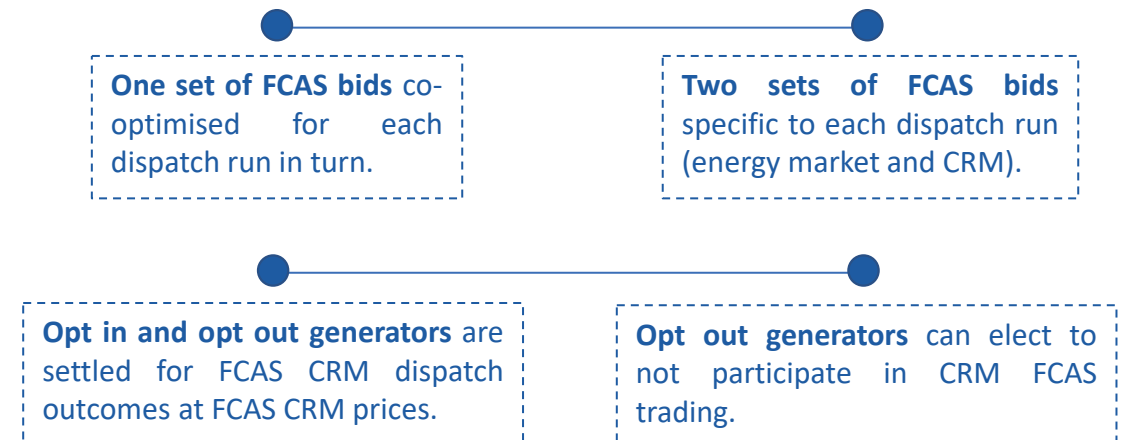 One set of FCAS bids co-
optimised for each
dispatch run in turn.
Two sets of FCAS bids
specific to each dispatch run
(energy market and CRM).
Opt in and opt out generators are
settled for FCAS CRM dispatch
outcomes at FCAS CRM prices.
Opt out generators can elect to
not participate in CRM FCAS
trading.